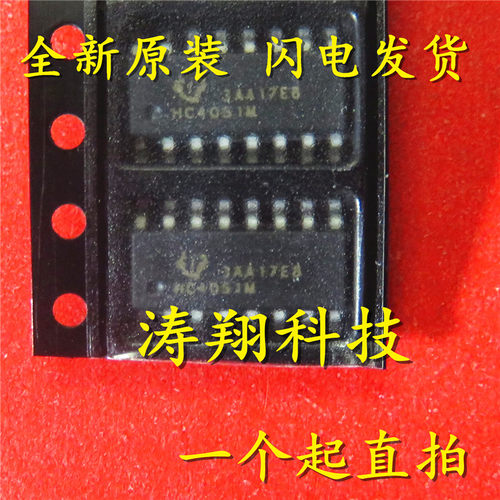 全新原装 闪电发货
3AA17E8
HC4051M
3AA17E8
HC4051M
涛翔科技
一个起直拍